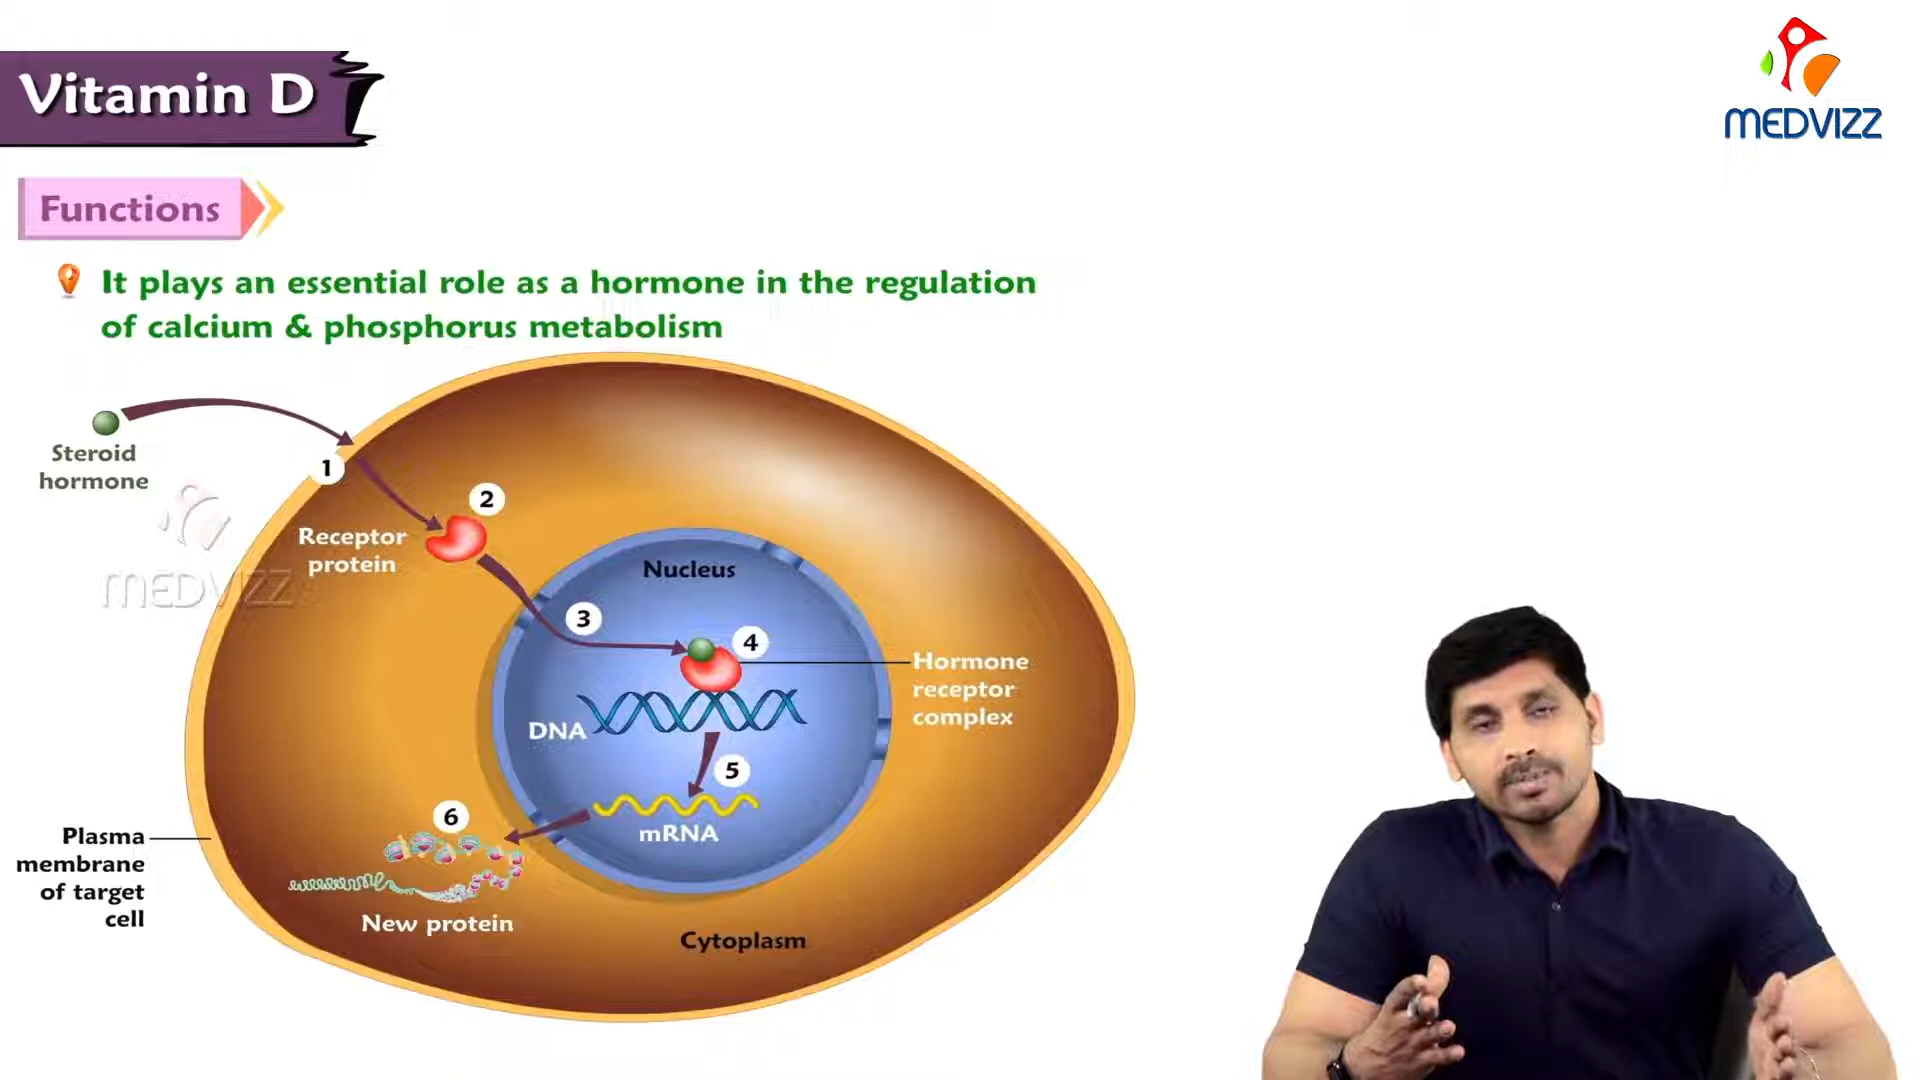 Vitamin D
MEDVIZZ
Functions
It plays an essential role as a hormone in the regulation
of calcium & phosphorus metabolism
Steroid
hormone
1
2
Receptor
protein
MEDVIZZ
Nucleus
3
4
Hormone
receptor
complex
DNA
5
mRNA
6
New protein
Plasma
membrane
of target
cell
Cytoplasm